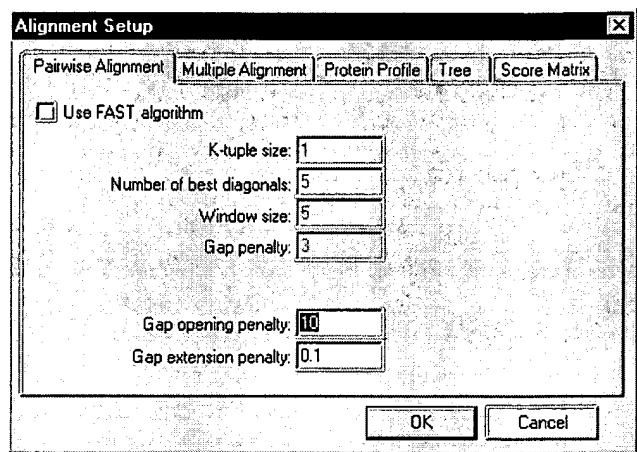 Alignment Setup
Pairwise Alignment Multiple Alignment Protein Profile Tree Score Matrix
Use FAST algorithm
K-tuple size: 1
Number of best diagonals: 5
Window size: 5
Gap penalty: 3
Gap opening penalty: 10
Gap extension penalty: 0.1
OK Cancel